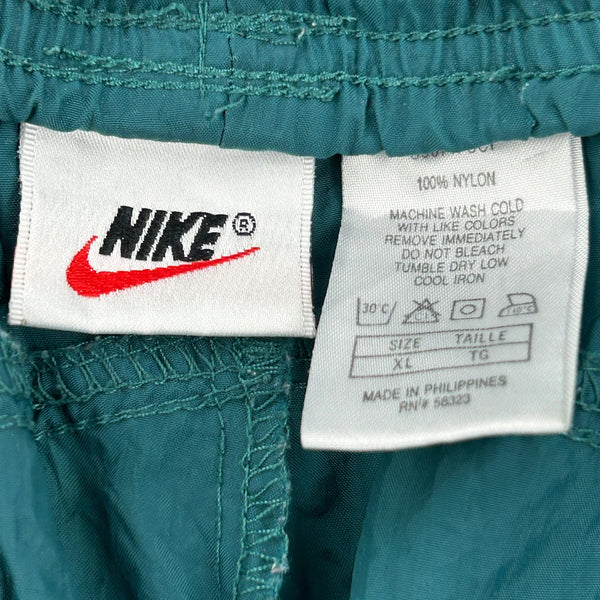 NIKE®
100% NYLON
MACHINE WASH COLD
WITH LIKE COLORS
REMOVE IMMEDIATELY
DO NOT BLEACH
TUMBLE DRY LOW
COOL IRON
30°C
SIZE TAILLE
XL TG
MADE IN PHILIPPINES
RN# 56323